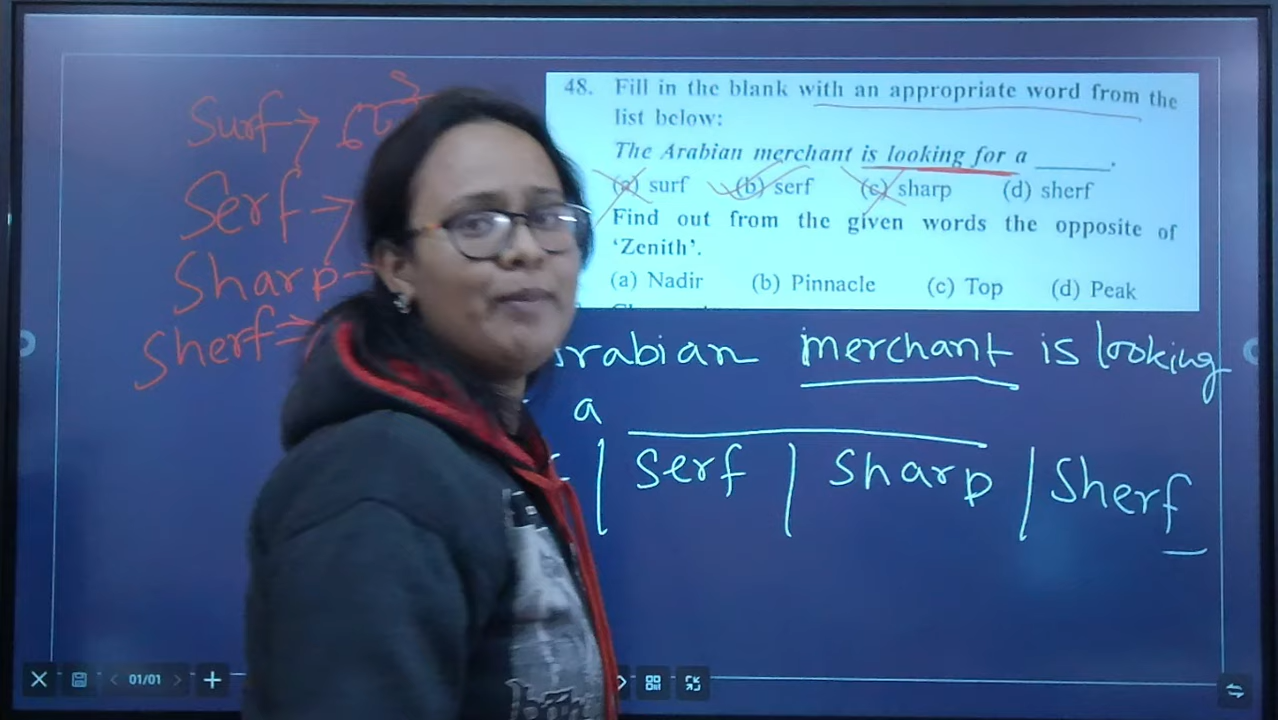 Surf →
Serf →
Sharp →
Sherf →
48. Fill in the blank with an appropriate word from the
list below:
The Arabian merchant is looking for a ______.
(a) surf (b) serf (c) sharp (d) sherf
Find out from the given words the opposite of
‘Zenith’.
(a) Nadir (b) Pinnacle (c) Top (d) Peak
merchant is looking
a
| Serf | Sharp | Sherf
01/01